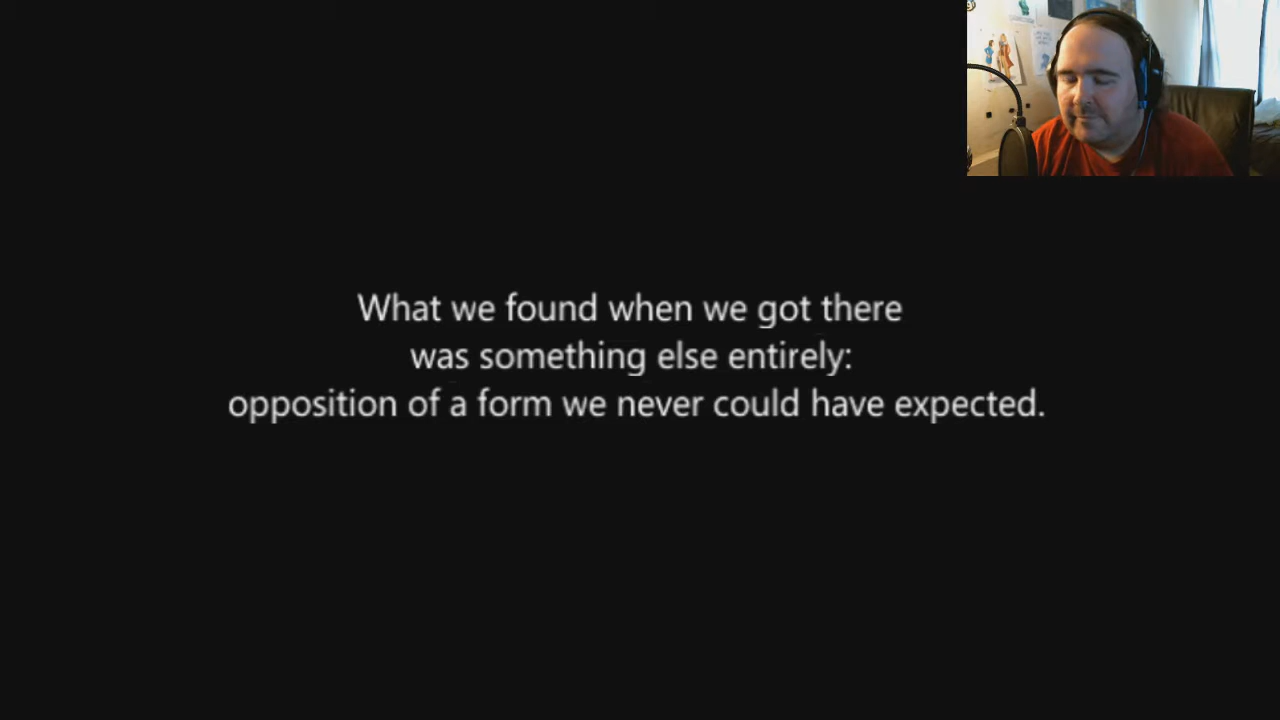 What we found when we got there
was something else entirely:
opposition of a form we never could have expected.